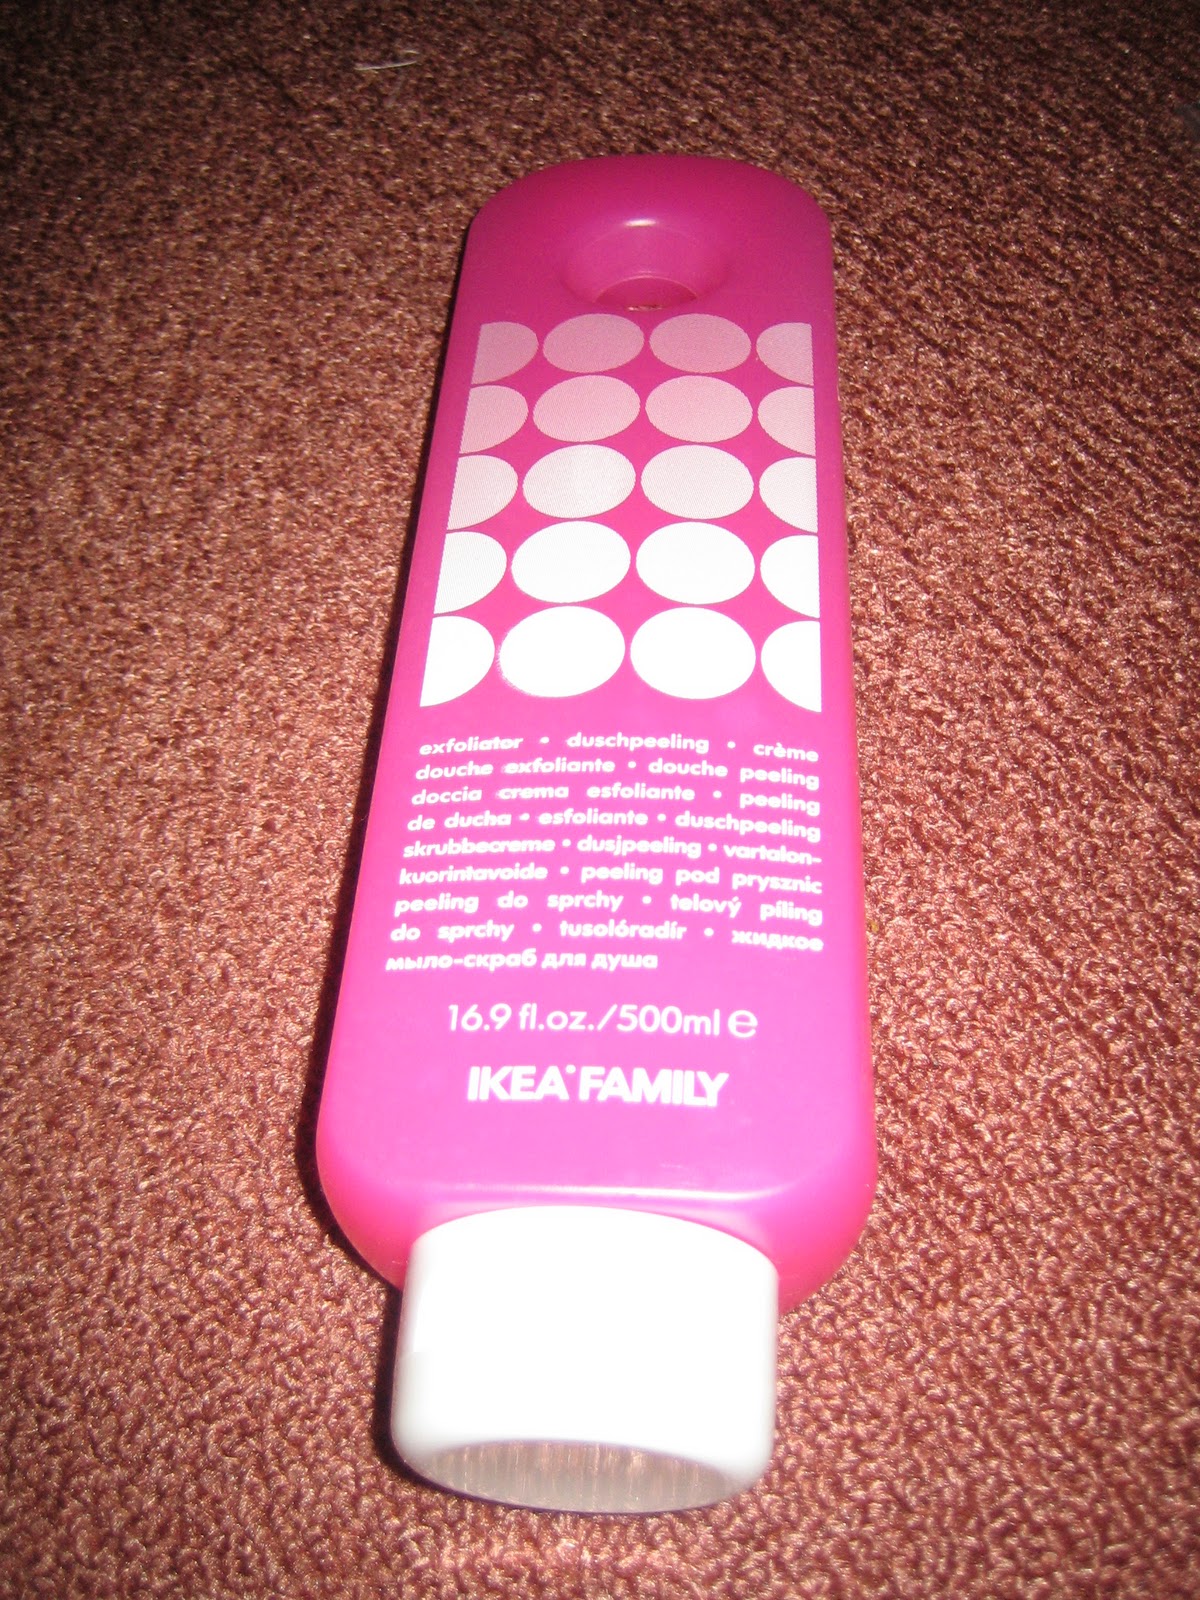 exfoliator • duschpeeling • crème
douche exfoliante • douche peeling
doccia crema esfoliante • peeling
de ducha • esfoliante • duschpeeling
skrubbecreme • dusjpeeling • vartalon-
kuorintavoide • peeling pod prysznic
peeling do sprchy • telový píling
do sprchy • tusolóradír • жидкое
мыло-скраб для душа
16.9 fl.oz./500ml ℮
IKEA® FAMILY